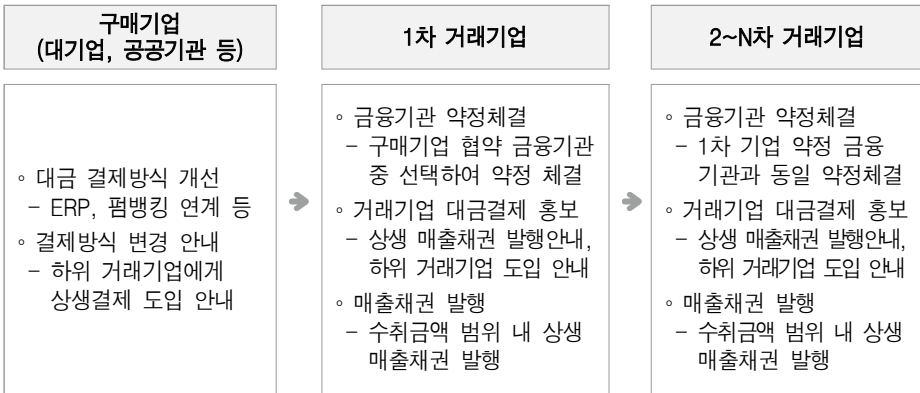 구매기업
(대기업, 공공기관 등)
◦ 대금 결제방식 개선
- ERP, 펌뱅킹 연계 등
◦ 결제방식 변경 안내
- 하위 거래기업에게
상생결제 도입 안내
1차 거래기업
◦ 금융기관 약정체결
- 구매기업 협약 금융기관
중 선택하여 약정 체결
◦ 거래기업 대금결제 홍보
- 상생 매출채권 발행안내,
하위 거래기업 도입 안내
◦ 매출채권 발행
- 수취금액 범위 내 상생
매출채권 발행
2~N차 거래기업
◦ 금융기관 약정체결
- 1차 기업 약정 금융
기관과 동일 약정체결
◦ 거래기업 대금결제 홍보
- 상생 매출채권 발행안내,
하위 거래기업 도입 안내
◦ 매출채권 발행
- 수취금액 범위 내 상생
매출채권 발행